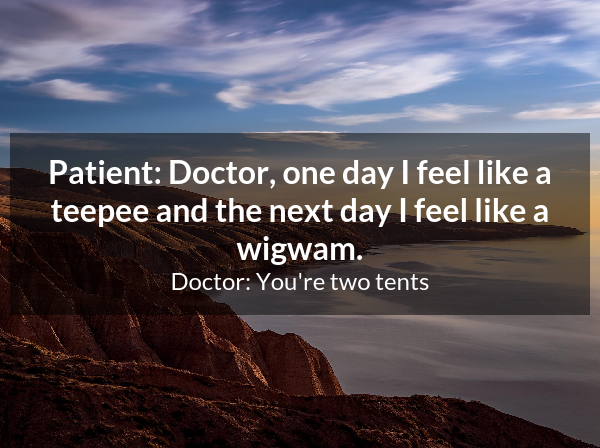 Patient: Doctor, one day I feel like a
teepee and the next day I feel like a
wigwam.
Doctor: You're two tents